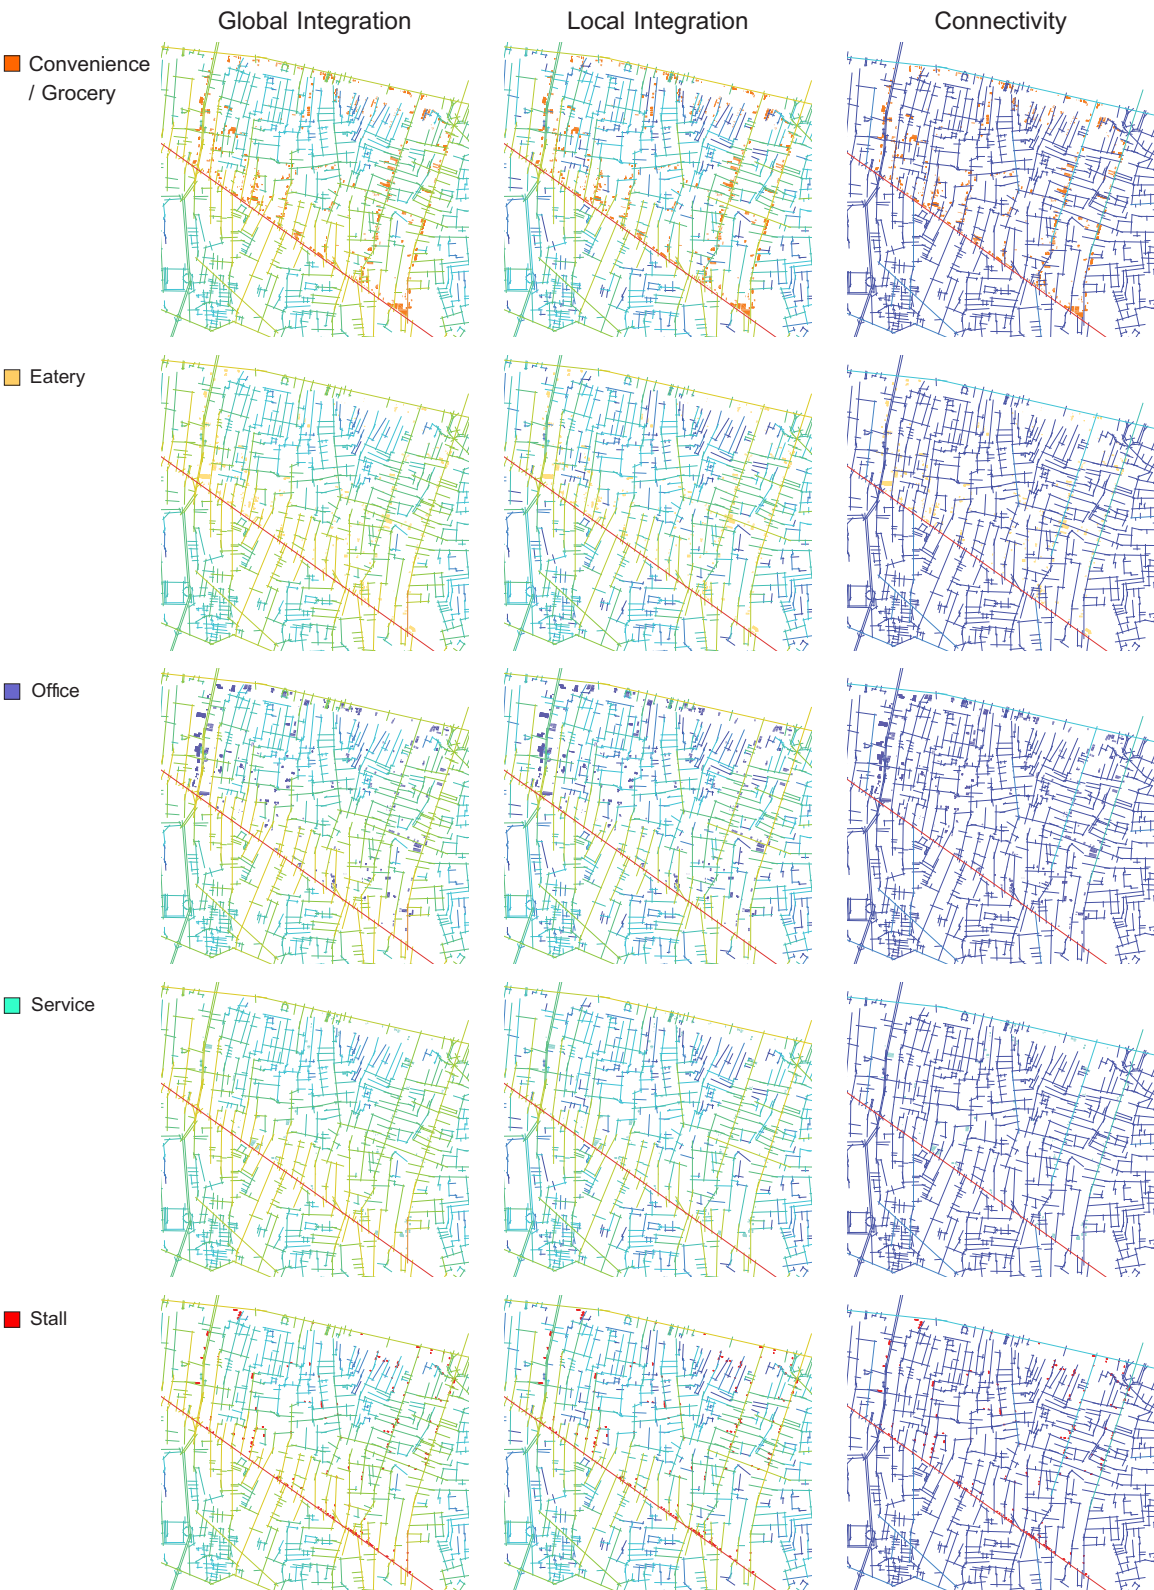 Global Integration
Local Integration
Connectivity
Convenience
/ Grocery
Eatery
Office
Service
Stall